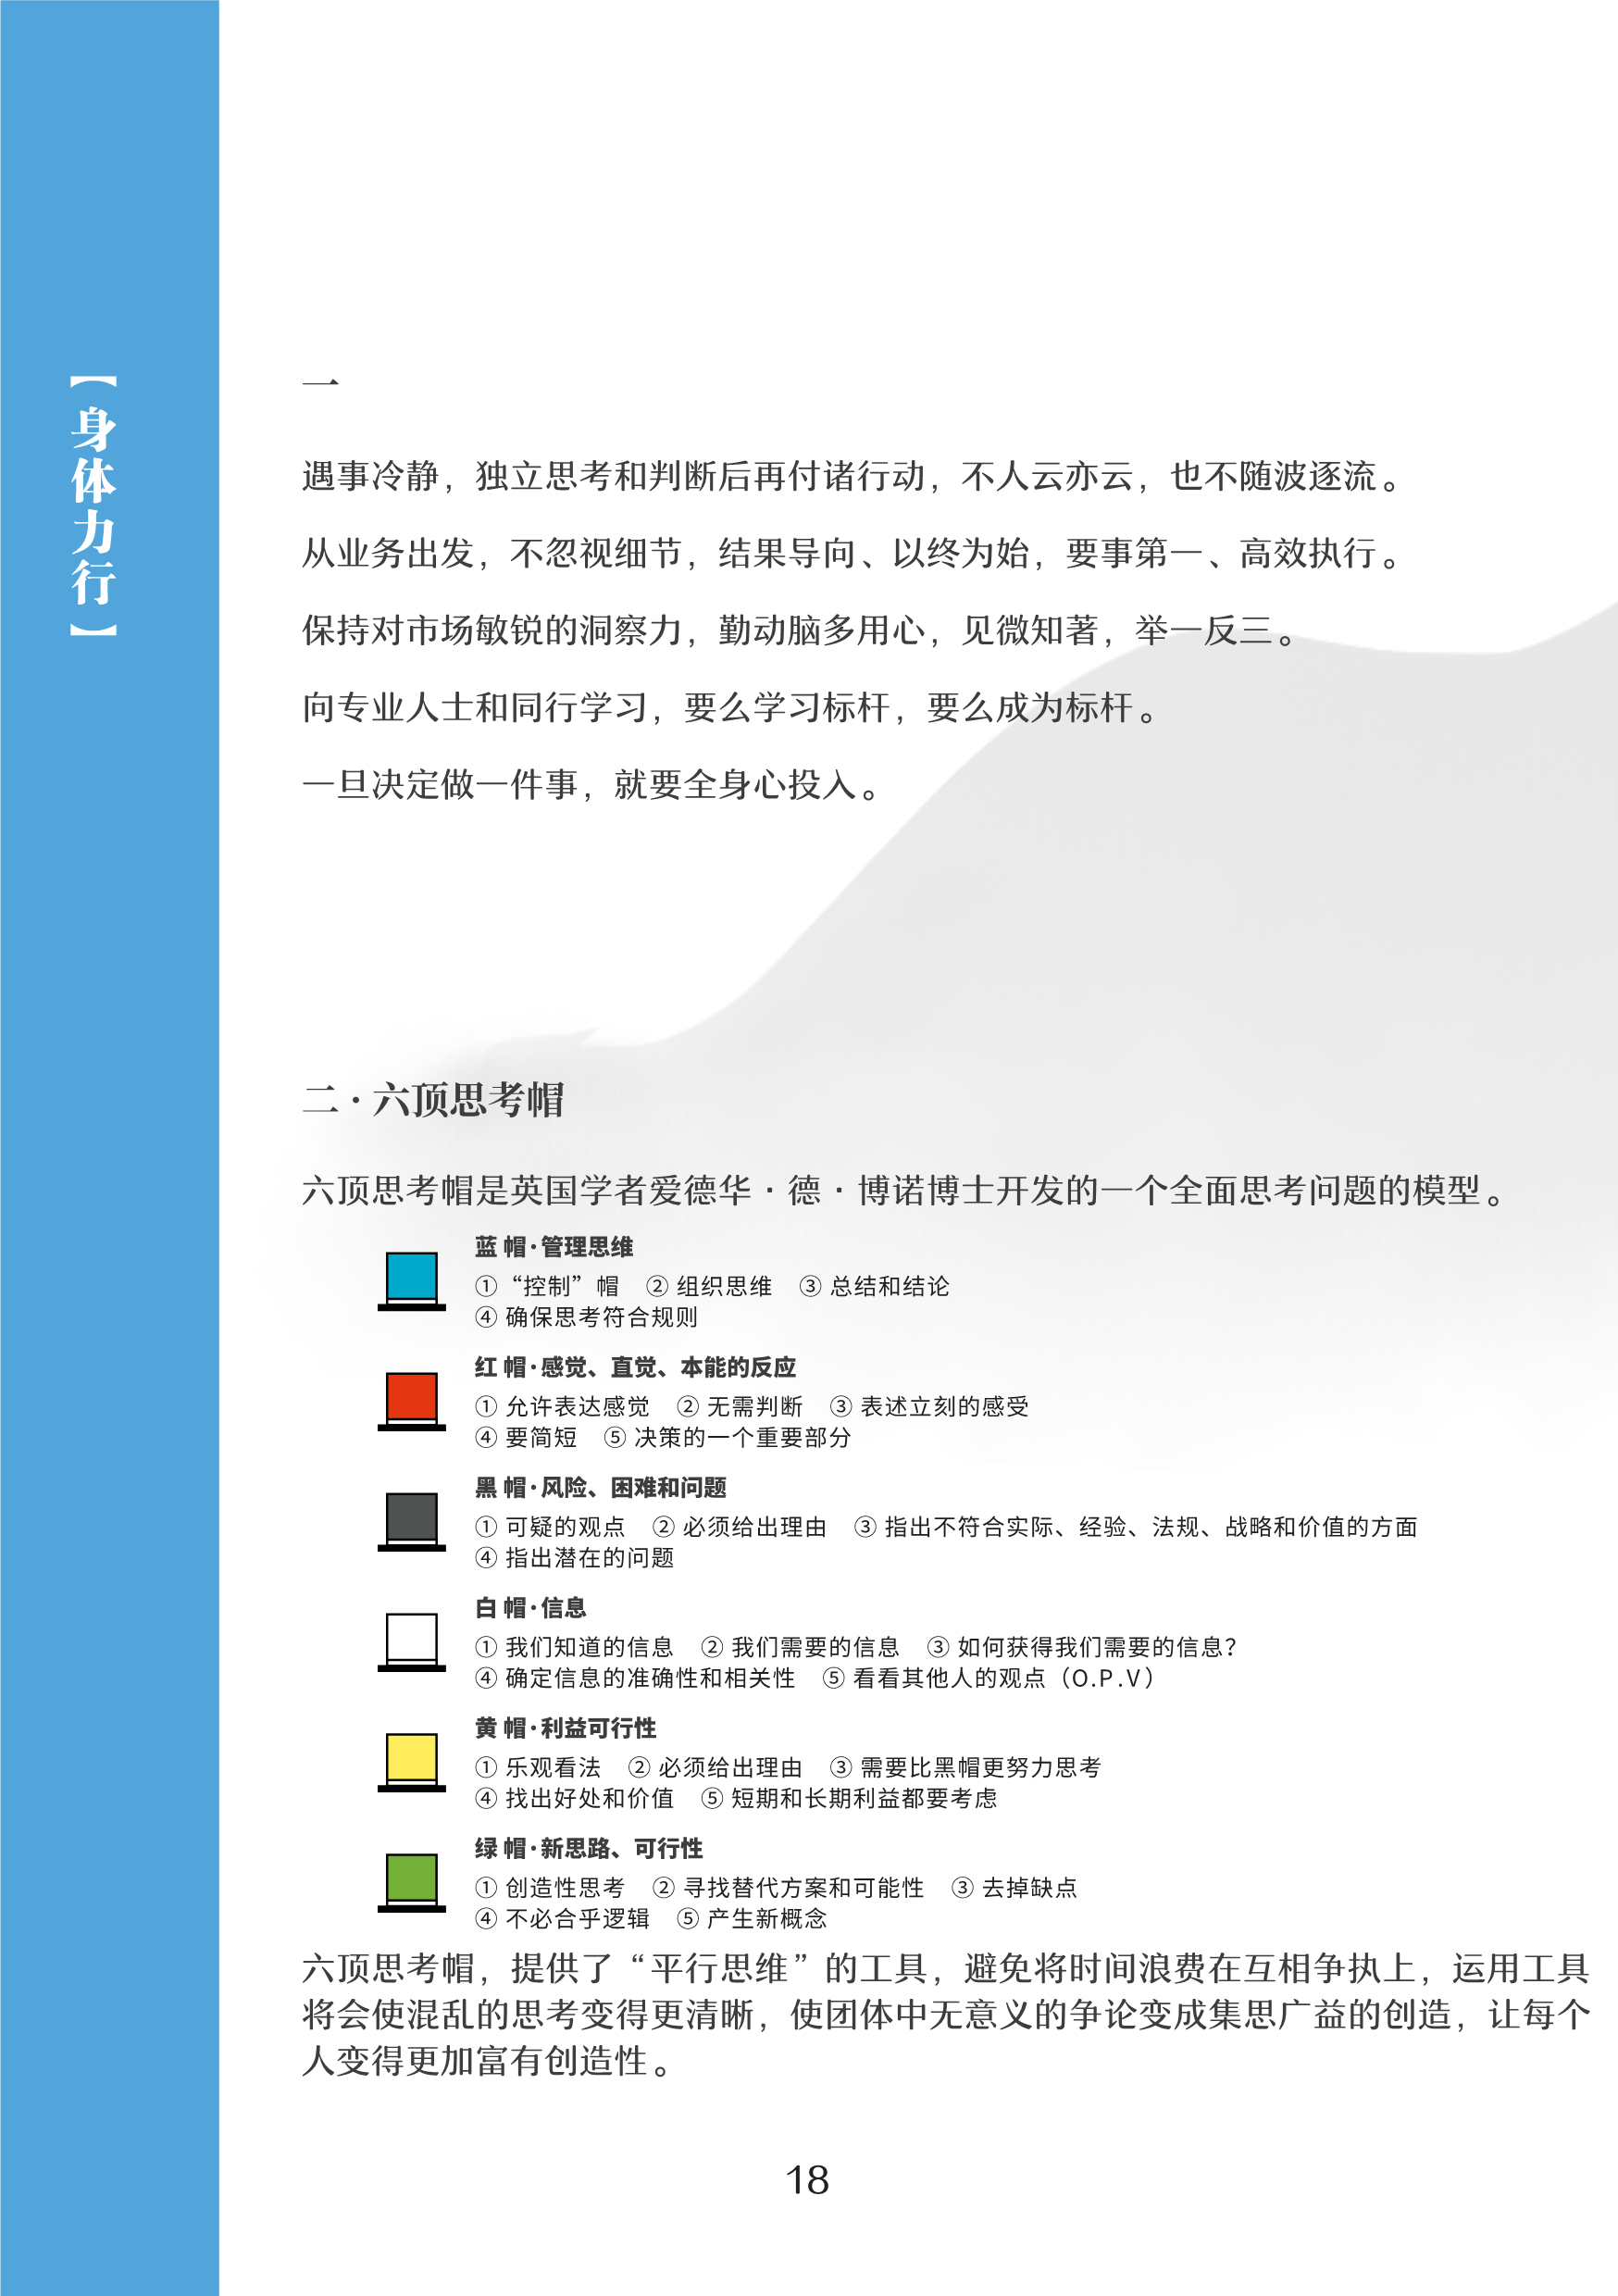 【身体力行】
一
遇事冷静，独立思考和判断后再付诸行动，不人云亦云，也不随波逐流。
从业务出发，不忽视细节，结果导向、以终为始，要事第一、高效执行。
保持对市场敏锐的洞察力，勤动脑多用心，见微知著，举一反三。
向专业人士和同行学习，要么学习标杆，要么成为标杆。
一旦决定做一件事，就要全身心投入。
二·六顶思考帽
六顶思考帽是英国学者爱德华·德·博诺博士开发的一个全面思考问题的模型。
蓝 帽·管理思维
①“控制”帽 ② 组织思维 ③ 总结和结论
④ 确保思考符合规则
红 帽·感觉、直觉、本能的反应
① 允许表达感觉 ② 无需判断 ③ 表述立刻的感受
④ 要简短 ⑤ 决策的一个重要部分
黑 帽·风险、困难和问题
① 可疑的观点 ② 必须给出理由 ③ 指出不符合实际、经验、法规、战略和价值的方面
④ 指出潜在的问题
白 帽·信息
① 我们知道的信息 ② 我们需要的信息 ③ 如何获得我们需要的信息？
④ 确定信息的准确性和相关性 ⑤ 看看其他人的观点（O.P.V）
黄 帽·利益可行性
① 乐观看法 ② 必须给出理由 ③ 需要比黑帽更努力思考
④ 找出好处和价值 ⑤ 短期和长期利益都要考虑
绿 帽·新思路、可行性
① 创造性思考 ② 寻找替代方案和可能性 ③ 去掉缺点
④ 不必合乎逻辑 ⑤ 产生新概念
六顶思考帽，提供了“平行思维”的工具，避免将时间浪费在互相争执上，运用工具
将会使混乱的思考变得更清晰，使团体中无意义的争论变成集思广益的创造，让每个
人变得更加富有创造性。
18